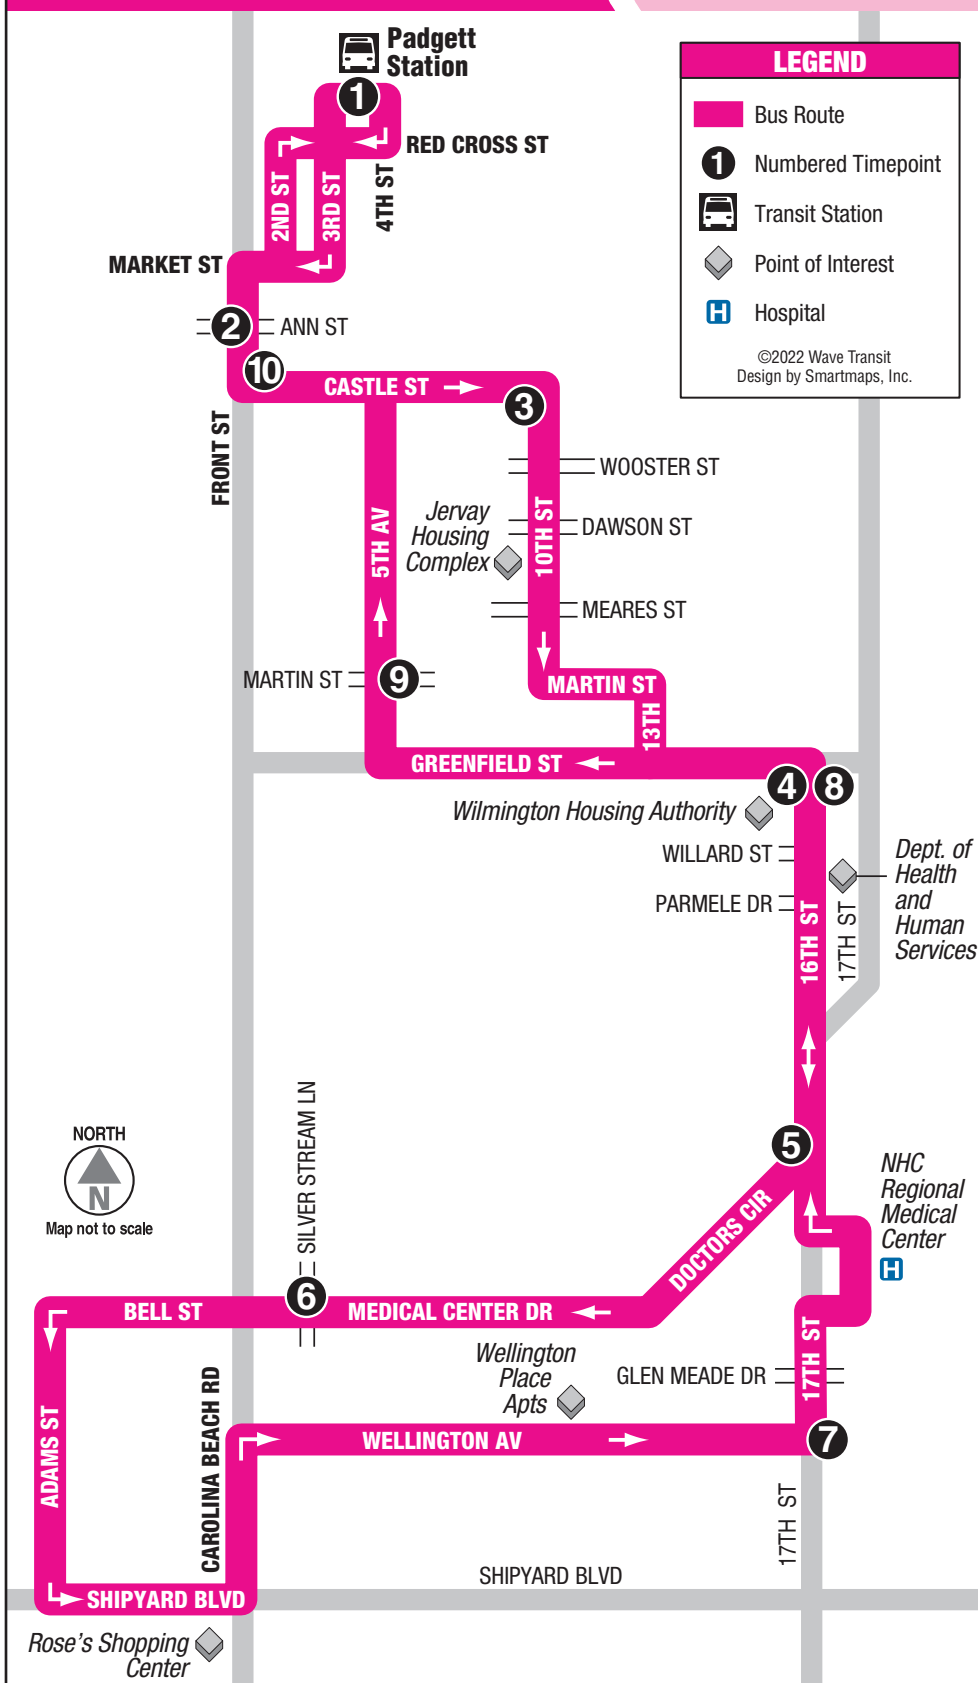 Padgett
Station
1
RED CROSS ST
2ND ST
3RD ST
4TH ST
MARKET ST
2
ANN ST
10
CASTLE ST
3
FRONT ST
WOOSTER ST
Jervay
Housing
Complex
DAWSON ST
10TH ST
5TH AV
MEARES ST
MARTIN ST
9
MARTIN ST
13TH
GREENFIELD ST
4
8
Wilmington Housing Authority
WILLARD ST
PARMELE DR
16TH ST
17TH ST
Dept. of
Health
and
Human
Services
LEGEND
Bus Route
1
Numbered Timepoint
Transit Station
Point of Interest
H
Hospital
©2022 Wave Transit
Design by Smartmaps, Inc.
NORTH
N
Map not to scale
SILVER STREAM LN
5
DOCTORS CIR
NHC
Regional
Medical
Center
H
6
BELL ST
MEDICAL CENTER DR
17TH ST
Wellington
Place
Apts
GLEN MEADE DR
ADAMS ST
CAROLINA BEACH RD
WELLINGTON AV
7
17TH ST
SHIPYARD BLVD
SHIPYARD BLVD
Rose's Shopping
Center